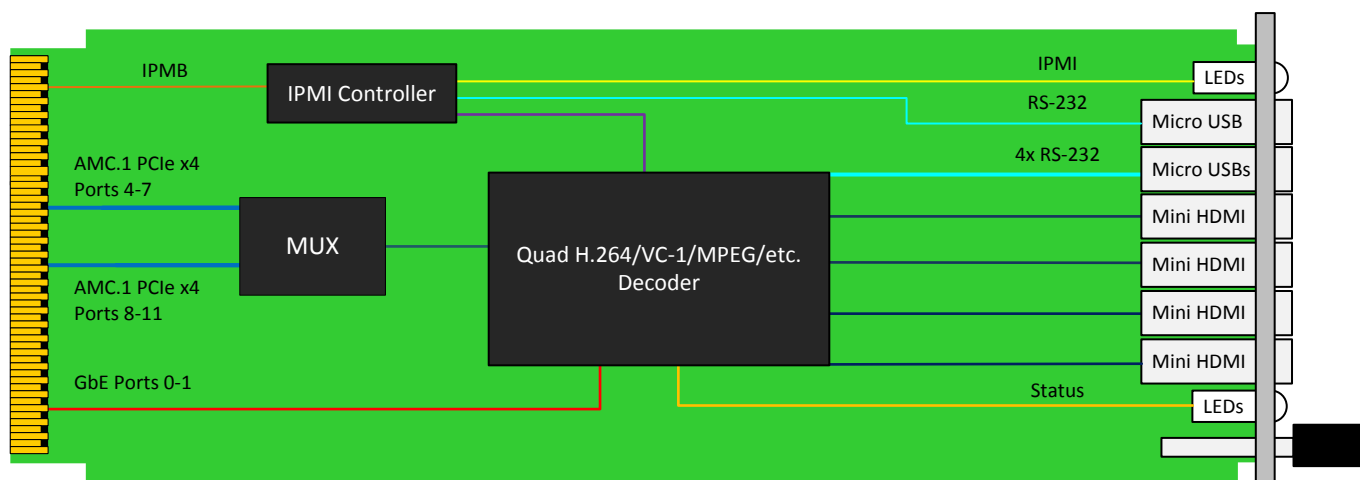 IPMB
IPMI Controller
IPMI
LEDs
RS-232
Micro USB
AMC.1 PCIe x4
Ports 4-7
4x RS-232
Micro USBs
MUX
Quad H.264/VC-1/MPEG/etc.
Decoder
Mini HDMI
Mini HDMI
Mini HDMI
Mini HDMI
AMC.1 PCIe x4
Ports 8-11
GbE Ports 0-1
Status
LEDs